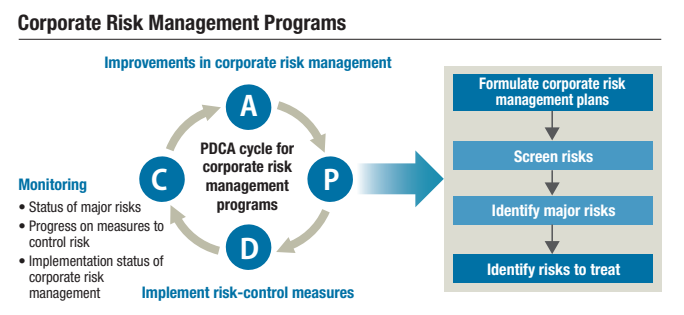 Corporate Risk Management Programs
Improvements in corporate risk management
A
PDCA cycle for
corporate risk
management
programs
C
P
D
Monitoring
• Status of major risks
• Progress on measures to
control risk
• Implementation status of
corporate risk
management
Implement risk-control measures
Formulate corporate risk
management plans
Screen risks
Identify major risks
Identify risks to treat